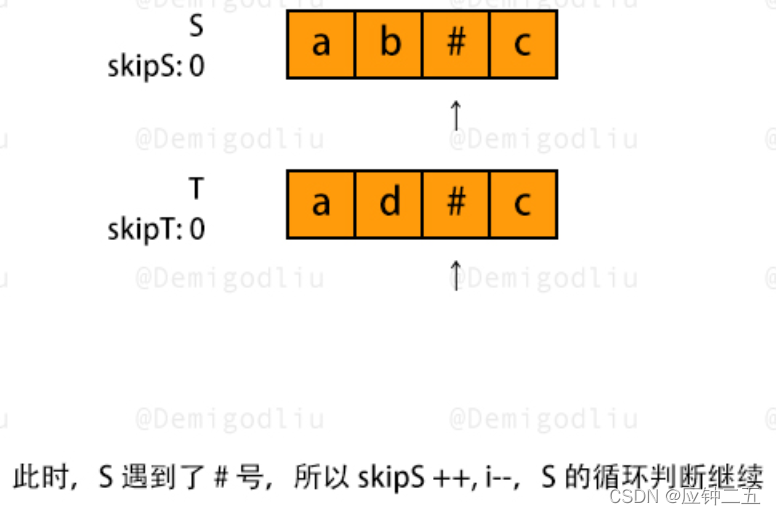 S
skipS: 0
a b # c
↑
@Demigodliu @Demigodliu
T
skipT: 0
a d # c
↑
@Demigodliu @Demigodliu
@Demigodliu @Demigodliu
此时，S 遇到了 # 号，所以 skipS ++, i--，S 的循环判断继续
CSDN @应钟二五